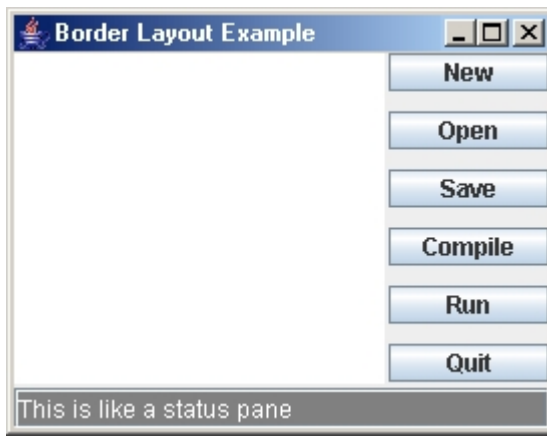 Border Layout Example
New
Open
Save
Compile
Run
Quit
This is like a status pane